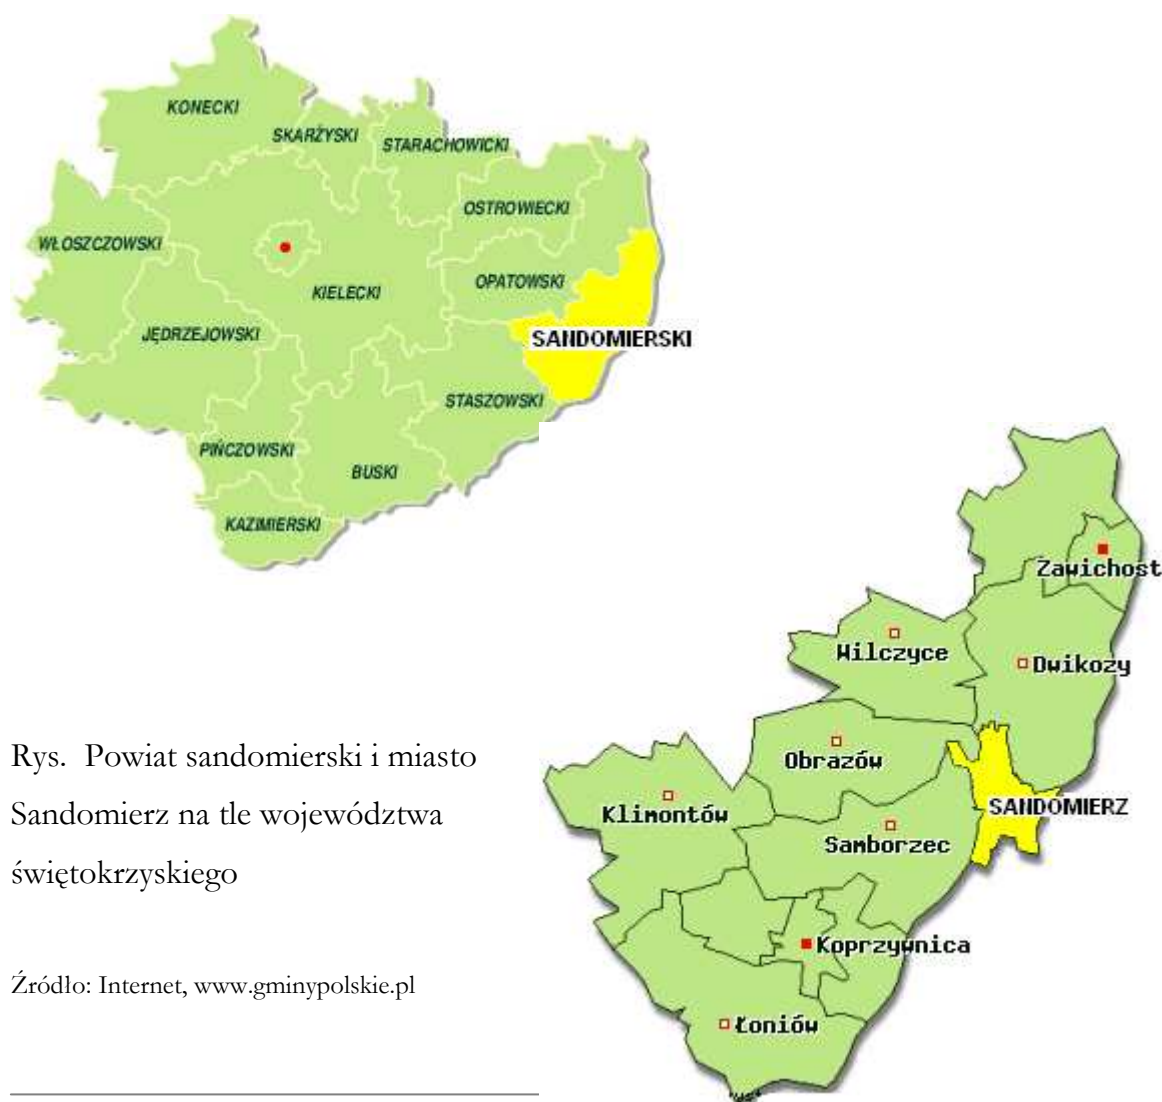 KONECKI
SKARŻYSKI
STARACHOWICKI
OSTROWIECKI
WŁOSZCZOWSKI
OPATOWSKI
KIELECKI
JĘDRZEJOWSKI
SANDOMIERSKI
STASZOWSKI
PIŃCZOWSKI
BUSKI
KAZIMIERSKI
Zawichost
Wilczyce
Dwikozy
Obrazów
Klimontów
SANDOMIERZ
Samborzec
Koprzywnica
Łoniów
Rys. Powiat sandomierski i miasto
Sandomierz na tle województwa
świętokrzyskiego
Źródło: Internet, www.gminypolskie.pl